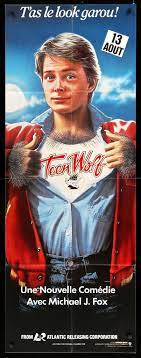 T'as le look garou!
13
AOUT
Teen Wolf
Une Nouvelle Comédie
Avec Michael J. Fox
FROM ATLANTIC RELEASING CORPORATION